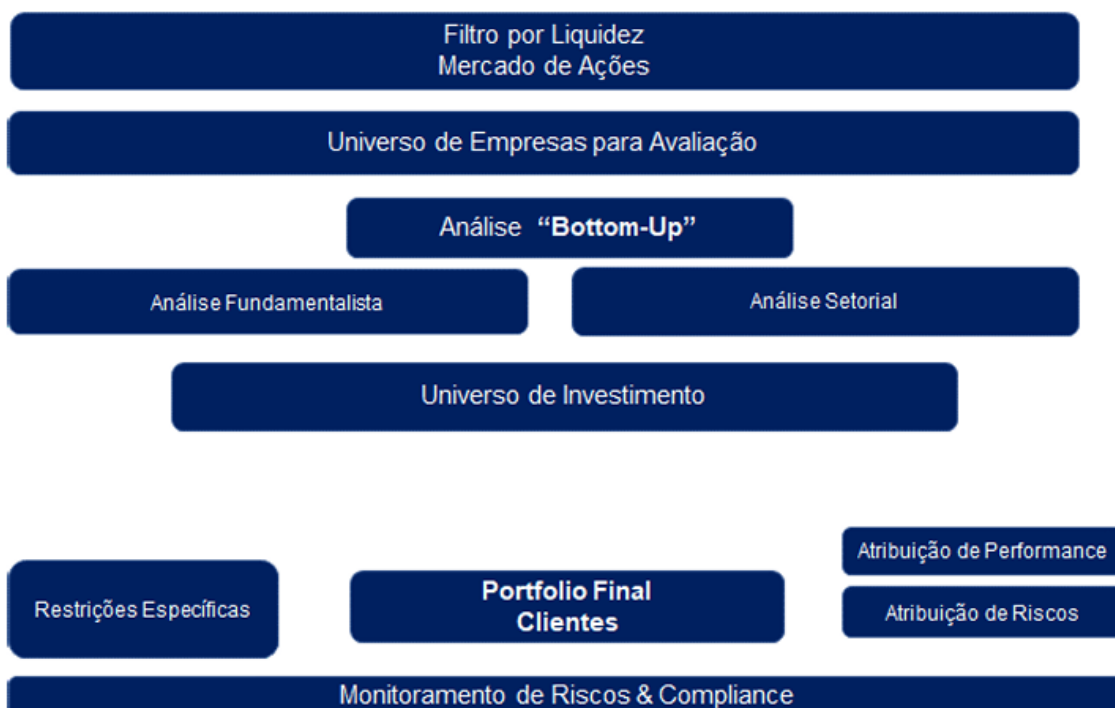 Filtro por Liquidez
Mercado de Ações
Universo de Empresas para Avaliação
Análise “Bottom-Up”
Análise Fundamentalista
Análise Setorial
Universo de Investimento
Atribuição de Performance
Restrições Específicas
Portfolio Final
Clientes
Atribuição de Riscos
Monitoramento de Riscos & Compliance